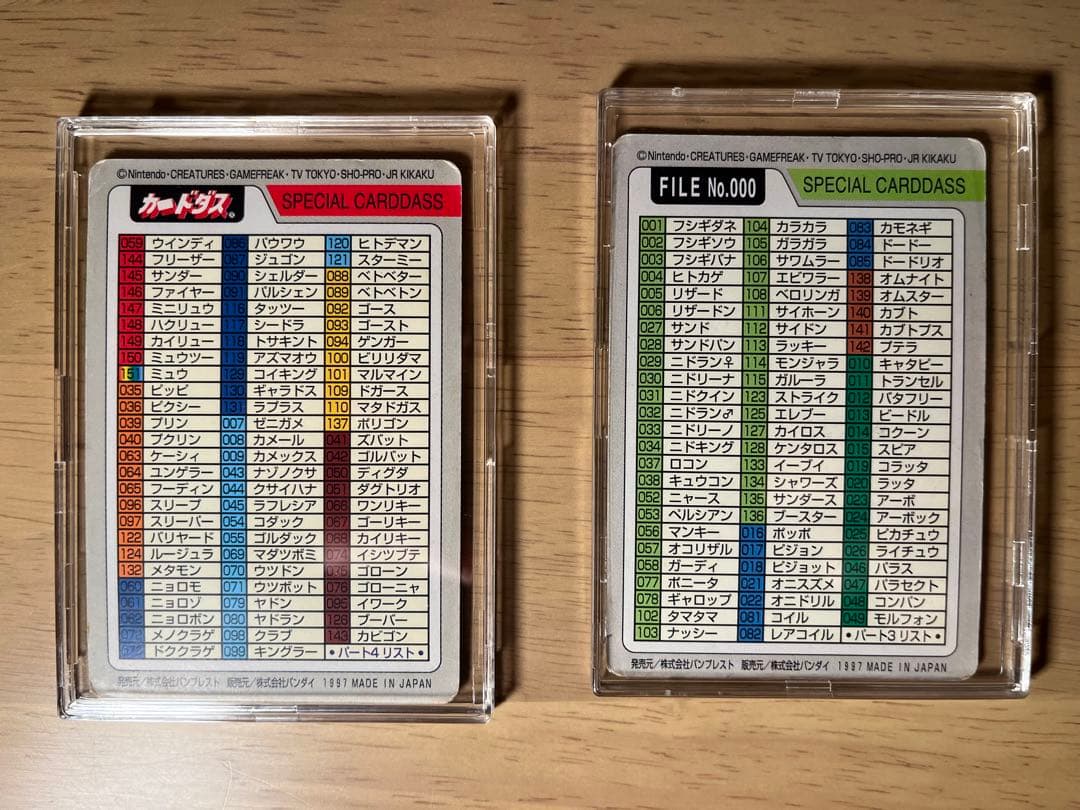 ©Nintendo・CREATURES・GAMEFREAK・TV TOKYO・SHO-PRO・JR KIKAKU
カードダス SPECIAL CARDDASS
059 ウインディ 086 パウワウ 120 ヒトデマン
144 フリーザー 087 ジュゴン 121 スターミー
145 サンダー 090 シェルダー 088 ベトベター
146 ファイヤー 091 パルシェン 089 ベトベトン
147 ミニリュウ 116 タッツー 092 ゴース
148 ハクリュー 117 シードラ 093 ゴースト
149 カイリュー 118 トサキント 094 ゲンガー
150 ミュウツー 119 アズマオウ 100 ビリリダマ
151 ミュウ 129 コイキング 101 マルマイン
035 ピッピ 130 ギャラドス 109 ドガース
036 ピクシー 131 ラプラス 110 マタドガス
039 プリン 007 ゼニガメ 137 ポリゴン
040 プクリン 008 カメール 041 ズバット
063 ケーシィ 009 カメックス 042 ゴルバット
064 ユンゲラー 043 ナゾノクサ 050 ディグダ
065 フーディン 044 クサイハナ 051 ダグトリオ
096 スリープ 045 ラフレシア 066 ワンリキー
097 スリーパー 054 コダック 067 ゴーリキー
122 バリヤード 055 ゴルダック 068 カイリキー
124 ルージュラ 069 マダツボミ 074 イシツブテ
132 メタモン 070 ウツドン 075 ゴローン
060 ニョロモ 071 ウツボット 076 ゴローニャ
061 ニョロゾ 079 ヤドン 095 イワーク
062 ニョロボン 080 ヤドラン 126 ブーバー
072 メノクラゲ 098 クラブ 143 カビゴン
073 ドククラゲ 099 キングラー •パート4リスト•
発売元／株式会社バンプレスト 販売元／株式会社バンダイ 1997 MADE IN JAPAN
©Nintendo・CREATURES・GAMEFREAK・TV TOKYO・SHO-PRO・JR KIKAKU
FILE No.000 SPECIAL CARDDASS
001 フシギダネ 104 カラカラ 083 カモネギ
002 フシギソウ 105 ガラガラ 084 ドードー
003 フシギバナ 106 サワムラー 085 ドードリオ
004 ヒトカゲ 107 エビワラー 138 オムナイト
005 リザード 108 ベロリンガ 139 オムスター
006 リザードン 111 サイホーン 140 カブト
027 サンド 112 サイドン 141 カブトプス
028 サンドパン 113 ラッキー 142 プテラ
029 ニドラン♀ 114 モンジャラ 010 キャタピー
030 ニドリーナ 115 ガルーラ 011 トランセル
031 ニドクイン 123 ストライク 012 バタフリー
032 ニドラン♂ 125 エレブー 013 ビードル
033 ニドリーノ 127 カイロス 014 コクーン
034 ニドキング 128 ケンタロス 015 スピア
037 ロコン 133 イーブイ 019 コラッタ
038 キュウコン 134 シャワーズ 020 ラッタ
052 ニャース 135 サンダース 023 アーボ
053 ペルシアン 136 ブースター 024 アーボック
056 マンキー 016 ポッポ 025 ピカチュウ
057 オコリザル 017 ピジョン 026 ライチュウ
058 ガーディ 018 ピジョット 046 パラス
077 ポニータ 021 オニスズメ 047 パラセクト
078 ギャロップ 022 オニドリル 048 コンパン
102 タマタマ 081 コイル 049 モルフォン
103 ナッシー 082 レアコイル •パート3リスト•
発売元／株式会社バンプレスト 販売元／株式会社バンダイ 1997 MADE IN JAPAN